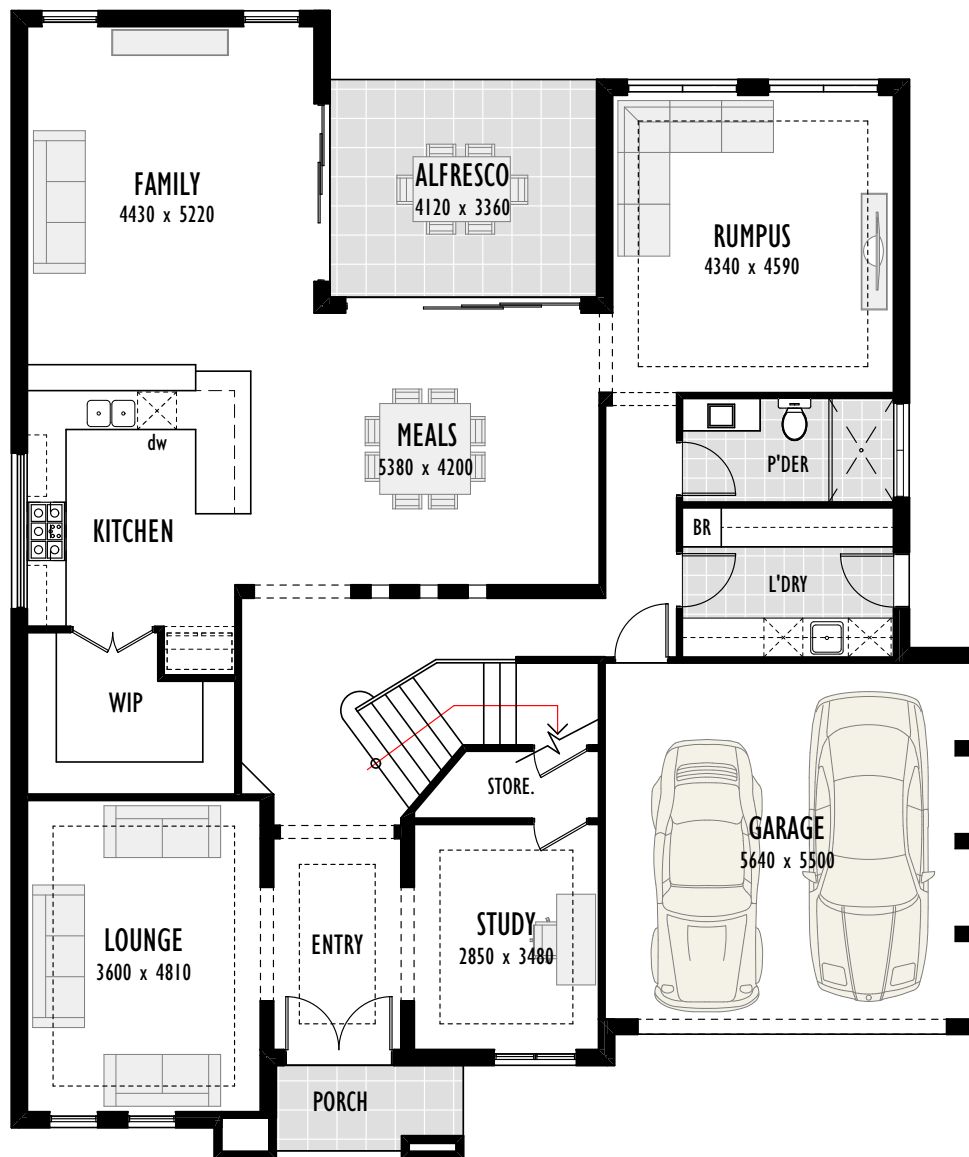 FAMILY
4430 x 5220
ALFRESCO
4120 x 3360
RUMPUS
4340 x 4590
dw
MEALS
5380 x 4200
P'DER
KITCHEN
BR
L'DRY
WIP
STORE.
GARAGE
5640 x 5500
LOUNGE
3600 x 4810
ENTRY
STUDY
2850 x 3480
PORCH